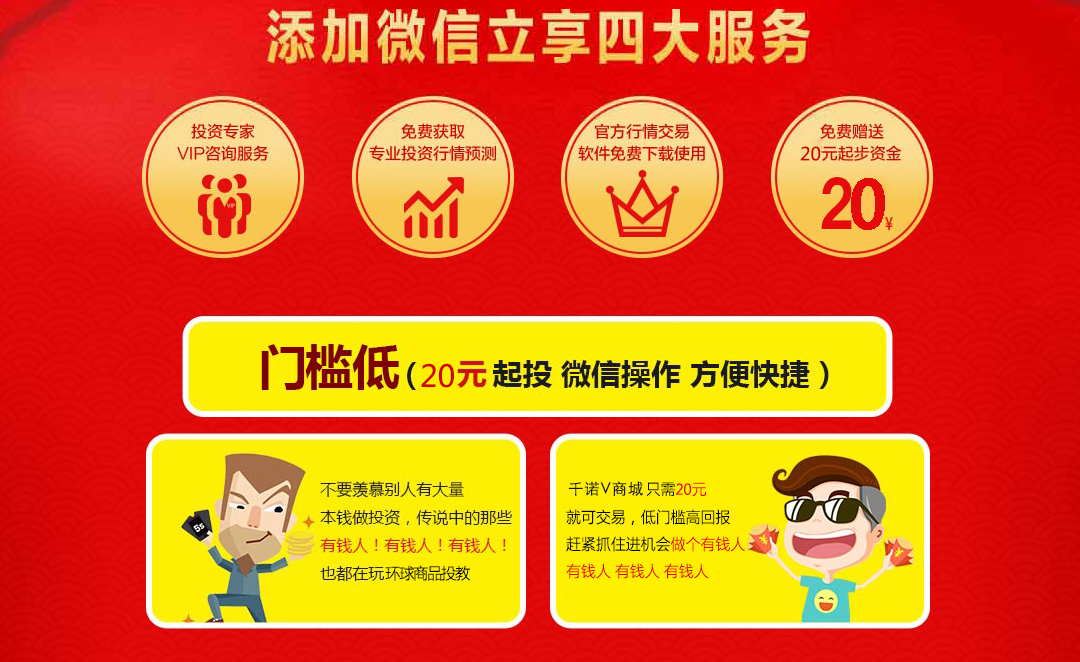 添加微信立享四大服务
投资专家
VIP咨询服务
VIP
免费获取
专业投资行情预测
官方行情交易
软件免费下载使用
免费赠送
20元起步资金
20¥
门槛低(20元起投 微信操作 方便快捷)
不要羡慕别人有大量
本钱做投资，传说中的那些
有钱人！有钱人！有钱人！
也都在玩环球商品投教
千诺V商城只需20元
就可交易，低门槛高回报
赶紧抓住进机会做个有钱人
有钱人 有钱人 有钱人